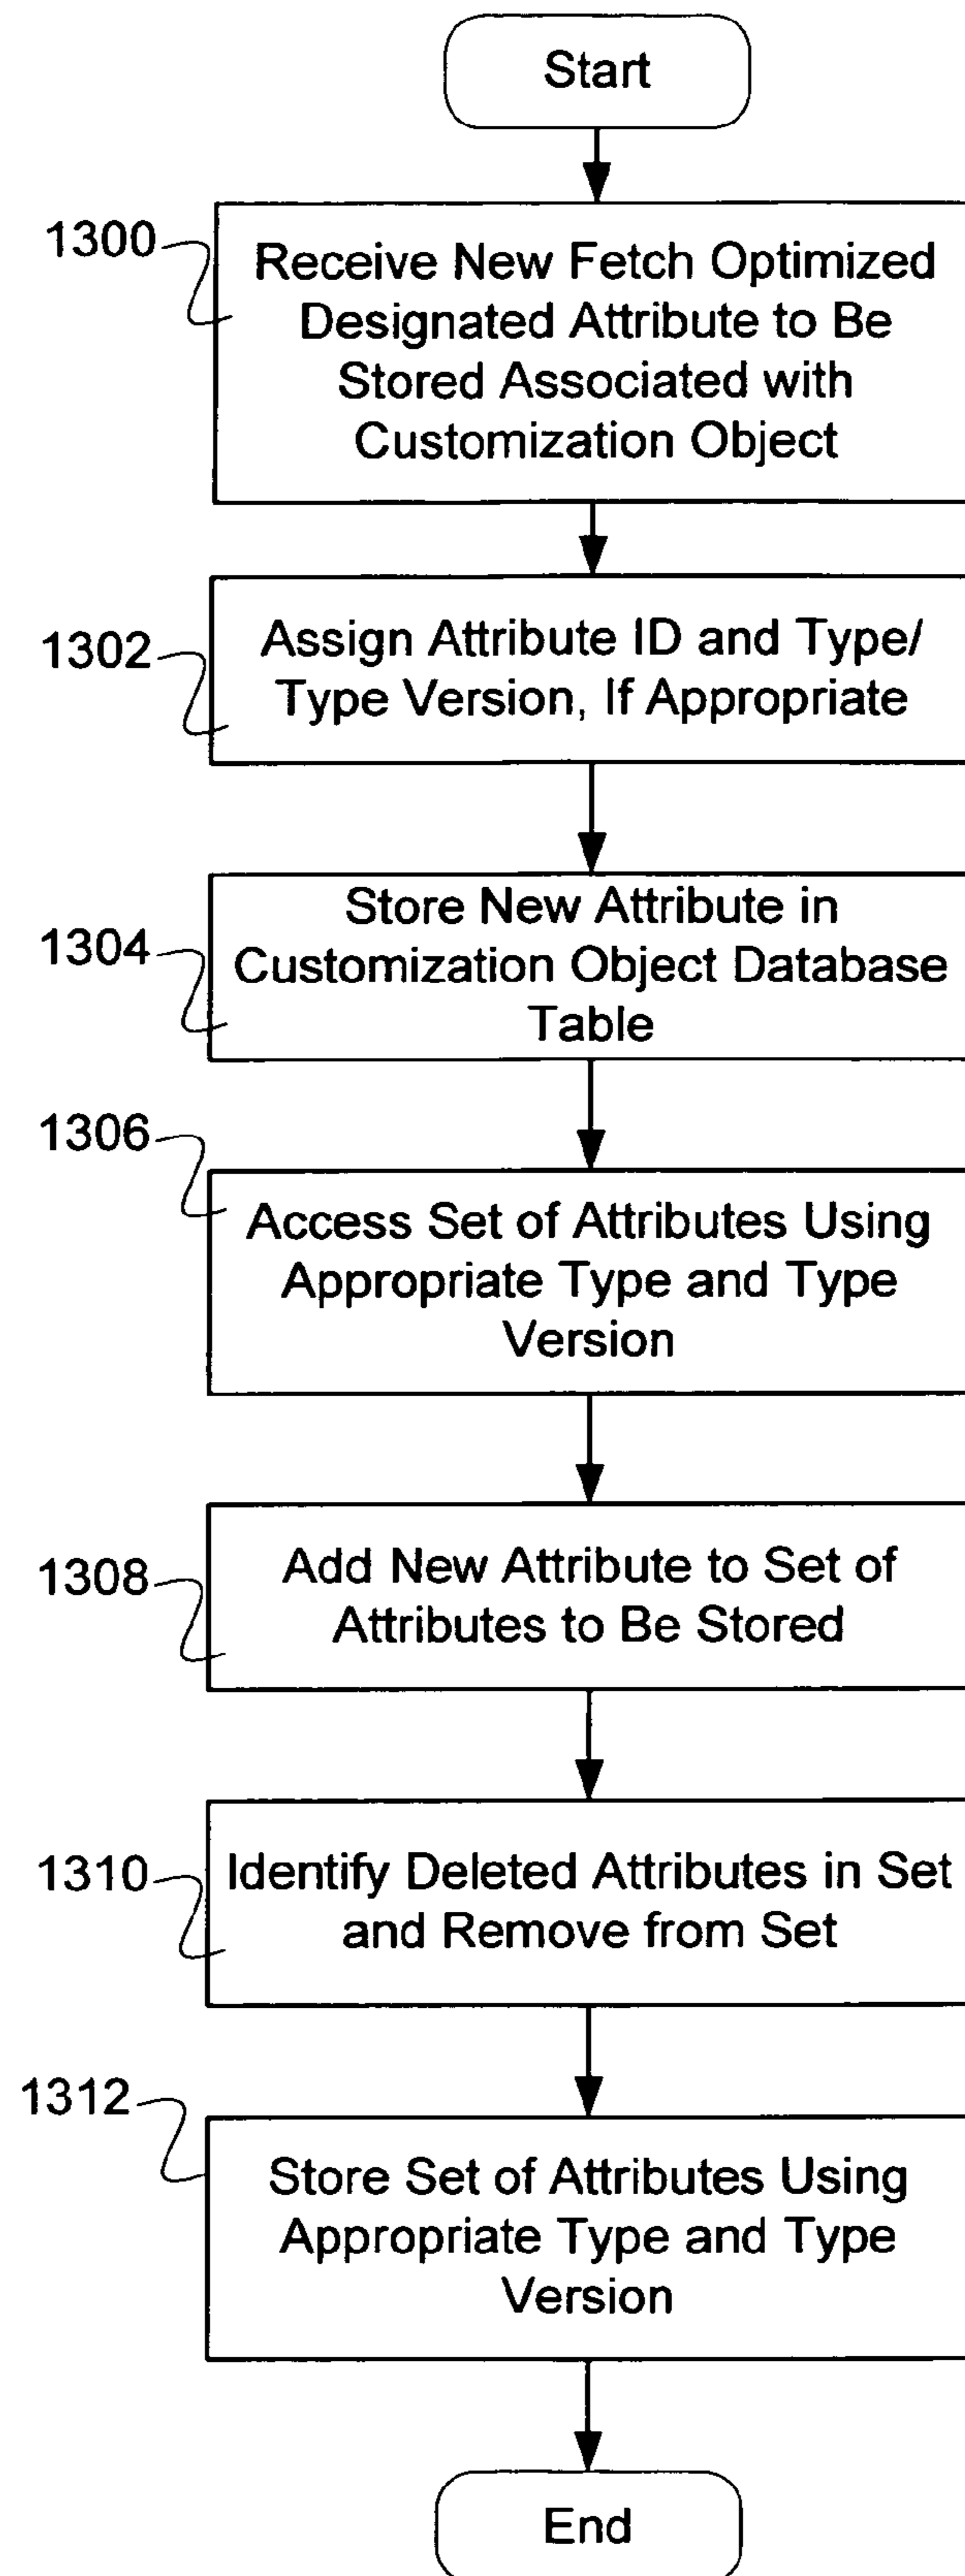 Start
1300
Receive New Fetch Optimized
Designated Attribute to Be
Stored Associated with
Customization Object
1302
Assign Attribute ID and Type/
Type Version, If Appropriate
1304
Store New Attribute in
Customization Object Database
Table
1306
Access Set of Attributes Using
Appropriate Type and Type
Version
1308
Add New Attribute to Set of
Attributes to Be Stored
1310
Identify Deleted Attributes in Set
and Remove from Set
1312
Store Set of Attributes Using
Appropriate Type and Type
Version
End